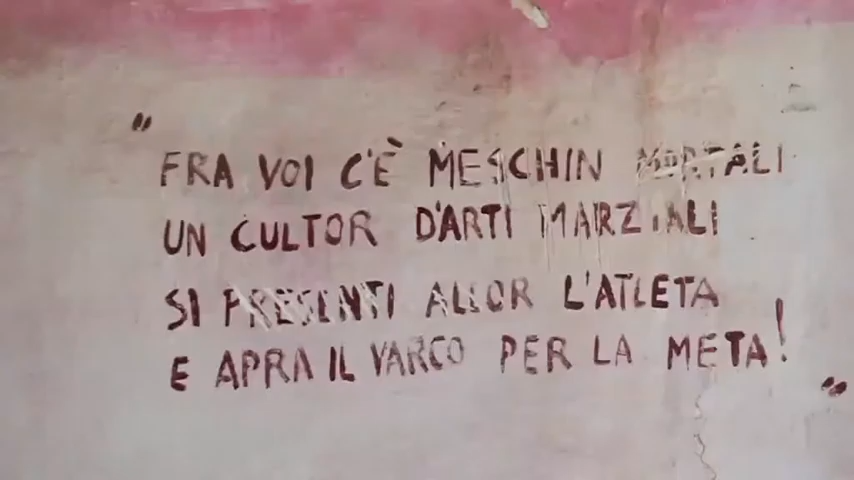 "
FRA VOI C'È MESCHIN MORTALI
UN CULTOR D'ARTI MARZIALI
SI PRESENTI ALLOR L'ATLETA
E APRA IL VARCO PER LA META!
"